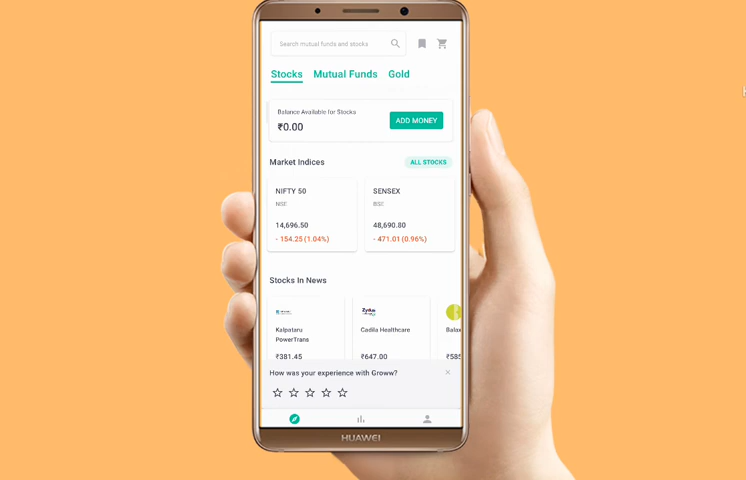 Search mutual funds and stocks
Stocks Mutual Funds Gold
Balance Available for Stocks
₹0.00
ADD MONEY
Market Indices
ALL STOCKS
NIFTY 50
NSE
14,696.50
- 154.25 (1.04%)
SENSEX
BSE
48,690.80
- 471.01 (0.96%)
Stocks In News
Kalpataru
PowerTrans
₹381.45
Zydus
Cadila Healthcare
₹647.00
Balax
₹585
How was your experience with Groww?
HUAWEI